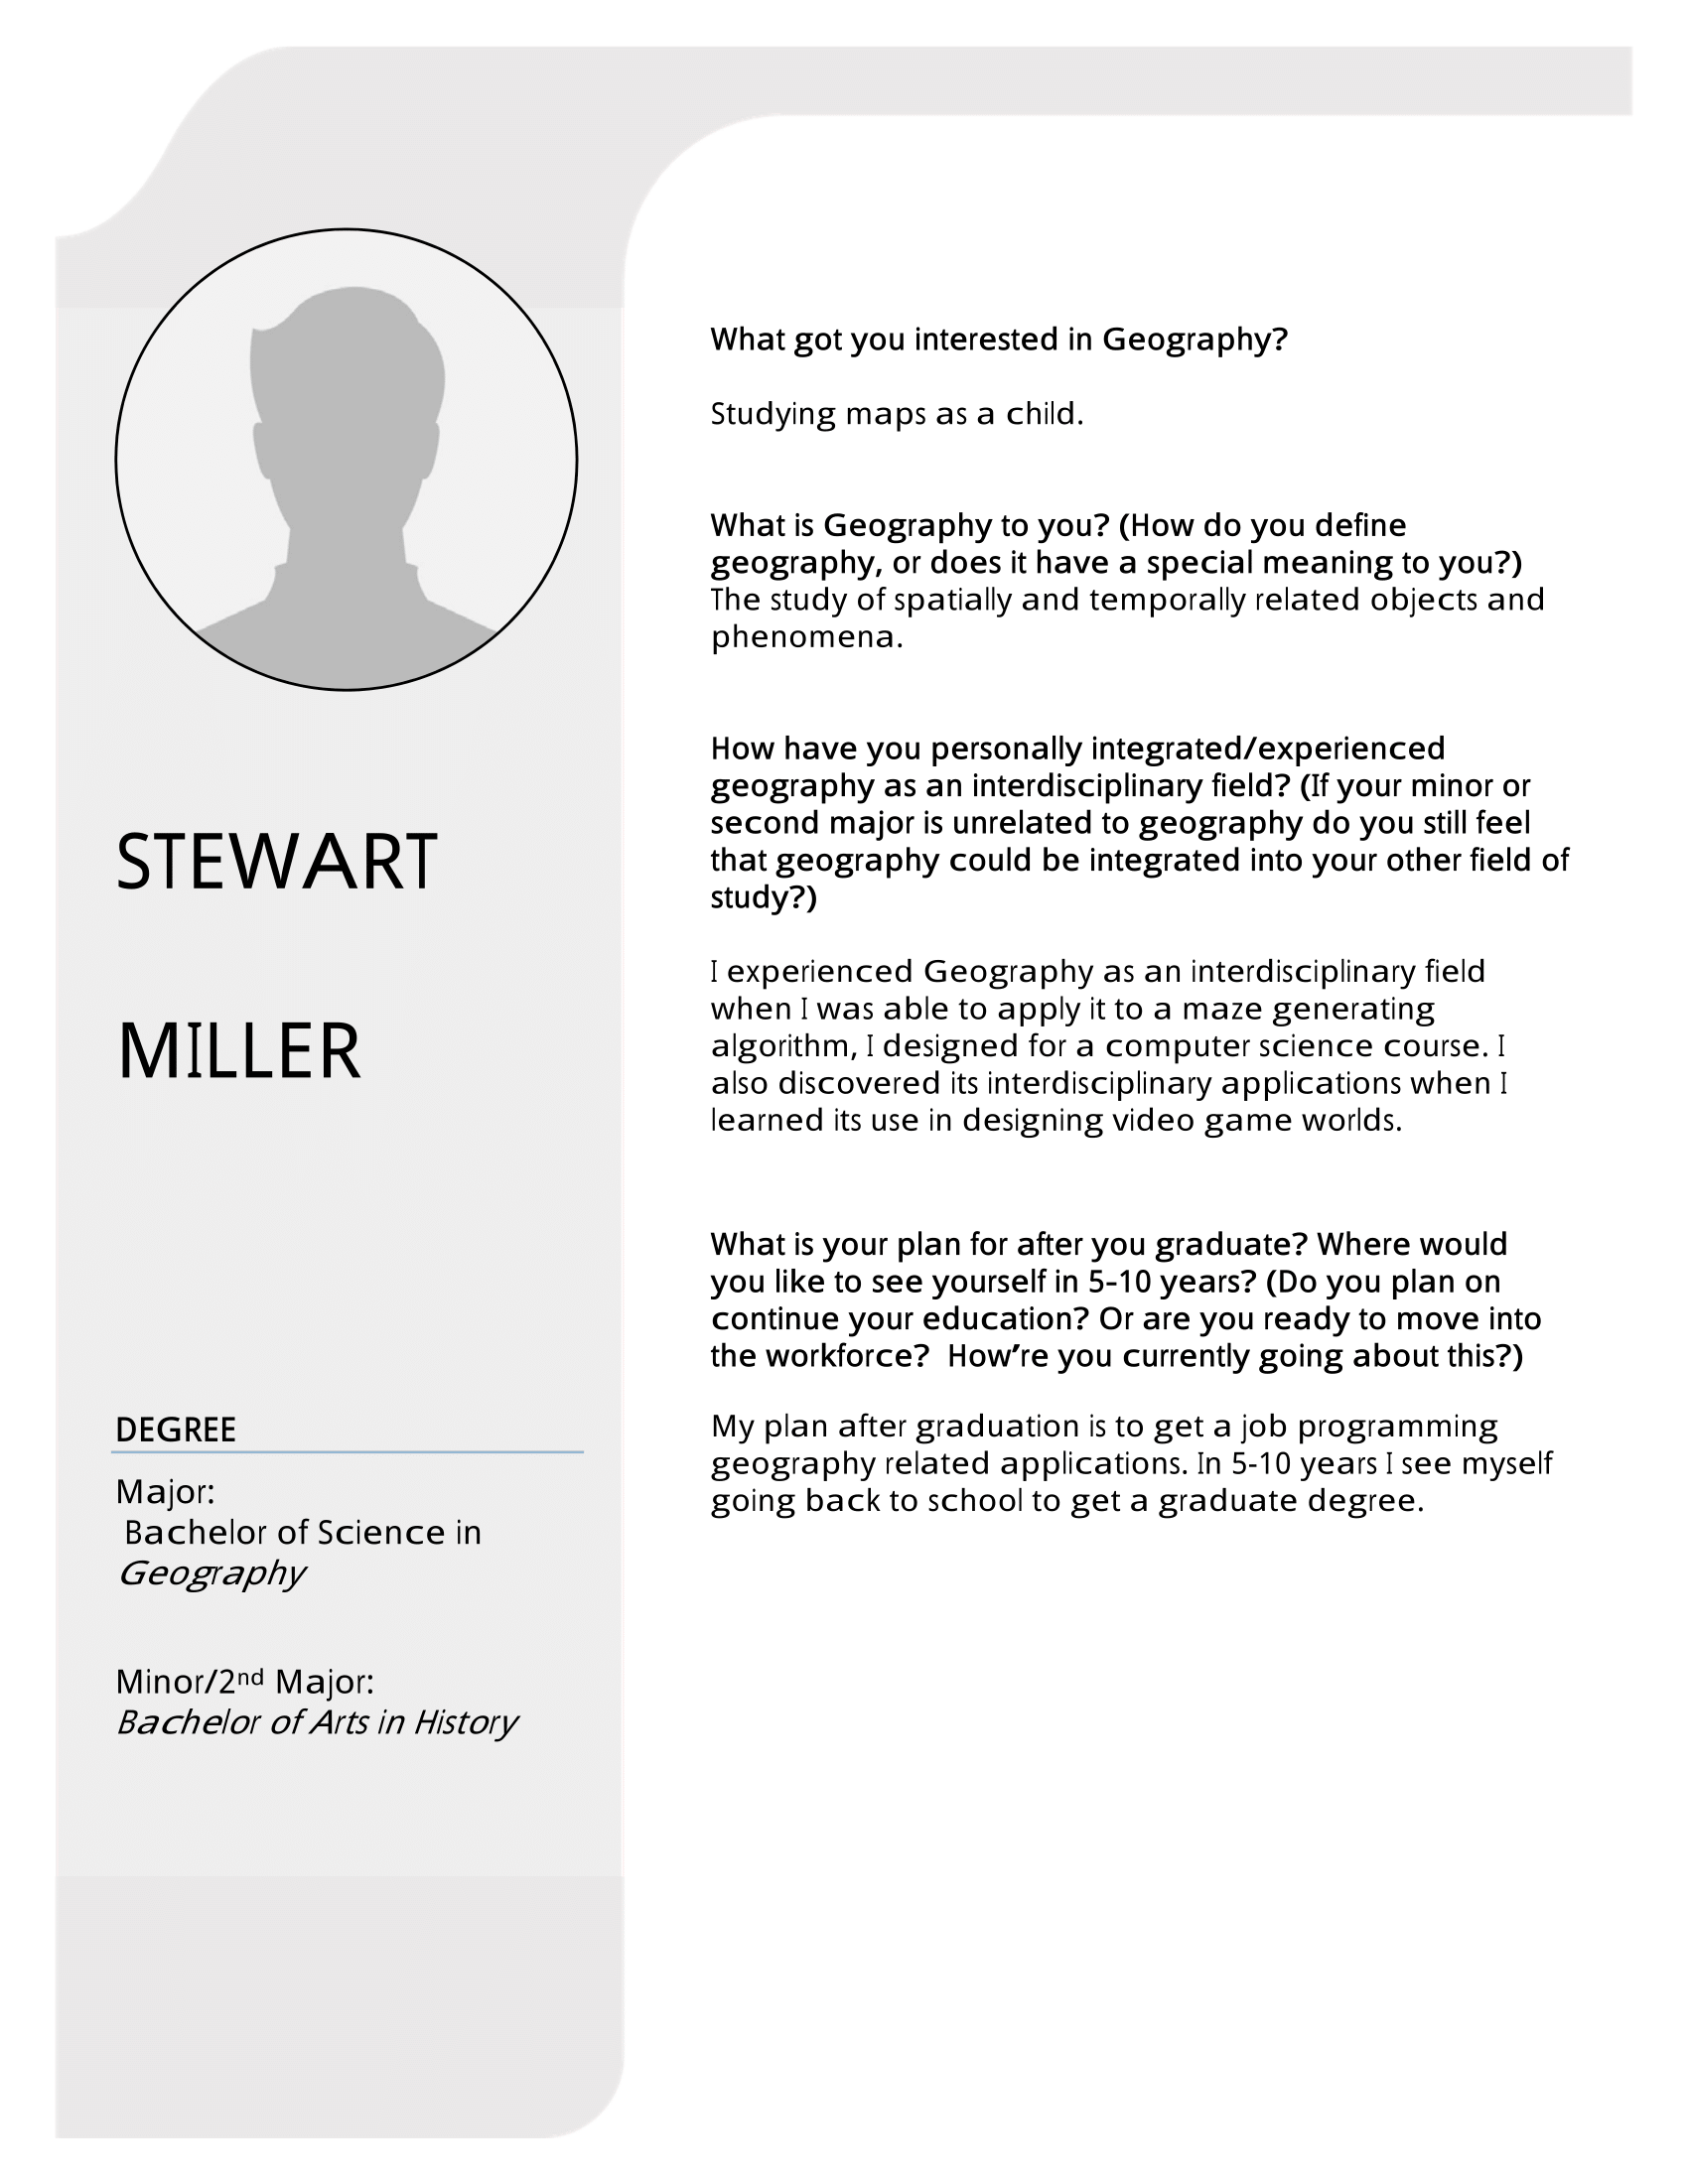 STEWART
MILLER
DEGREE
Major:
Bachelor of Science in
Geography
Minor/2nd Major:
Bachelor of Arts in History
What got you interested in Geography?
Studying maps as a child.
What is Geography to you? (How do you define
geography, or does it have a special meaning to you?)
The study of spatially and temporally related objects and
phenomena.
How have you personally integrated/experienced
geography as an interdisciplinary field? (If your minor or
second major is unrelated to geography do you still feel
that geography could be integrated into your other field of
study?)
I experienced Geography as an interdisciplinary field
when I was able to apply it to a maze generating
algorithm, I designed for a computer science course. I
also discovered its interdisciplinary applications when I
learned its use in designing video game worlds.
What is your plan for after you graduate? Where would
you like to see yourself in 5-10 years? (Do you plan on
continue your education? Or are you ready to move into
the workforce?  How’re you currently going about this?)
My plan after graduation is to get a job programming
geography related applications. In 5-10 years I see myself
going back to school to get a graduate degree.